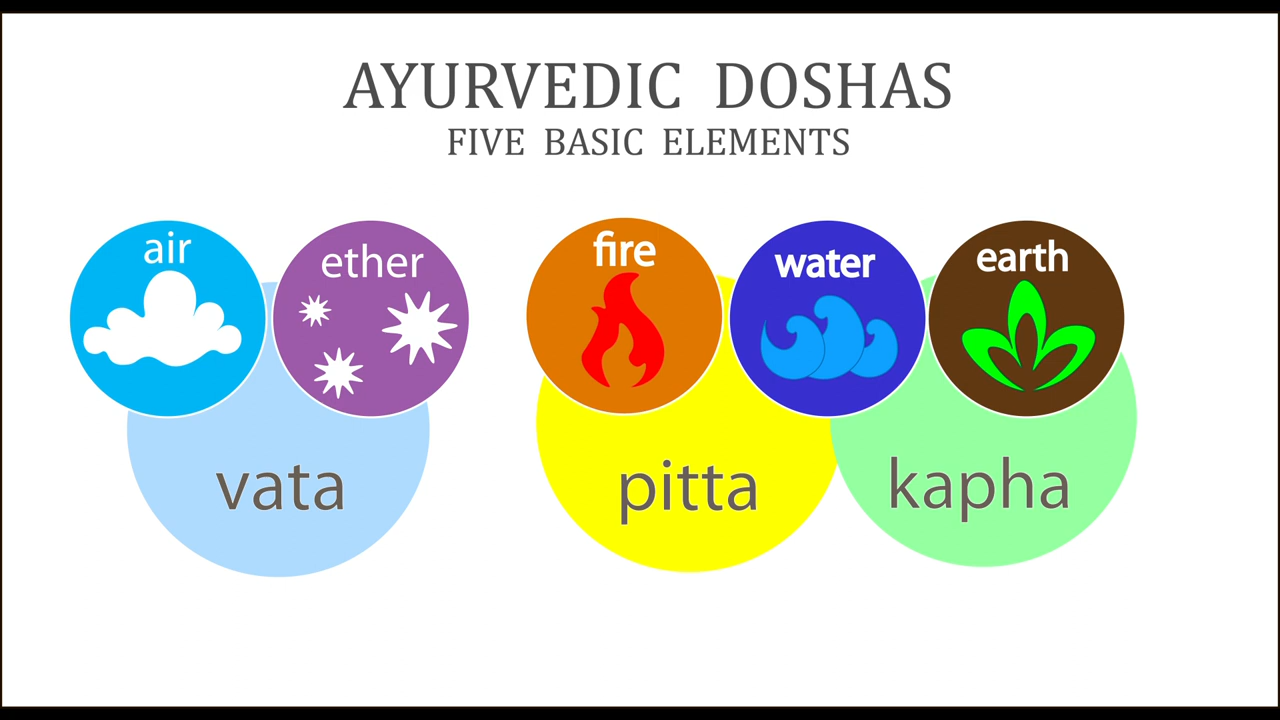 AYURVEDIC DOSHAS
FIVE BASIC ELEMENTS
air
ether
fire
water
earth
vata
pitta
kapha